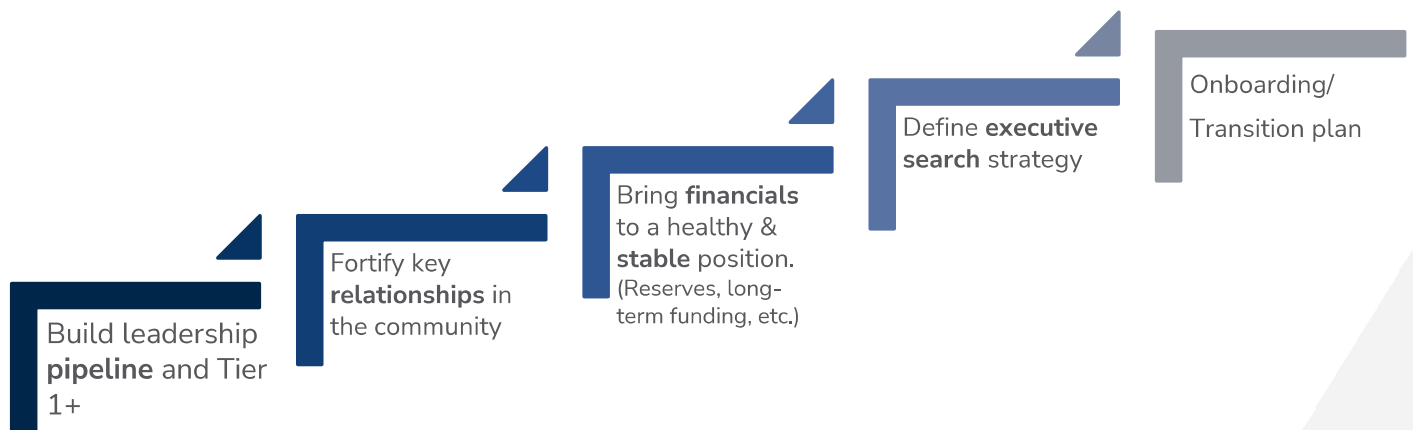 Build leadership
pipeline and Tier
1+
Fortify key
relationships in
the community
Bring financials
to a healthy &
stable position.
(Reserves, long-
term funding, etc.)
Define executive
search strategy
Onboarding/
Transition plan